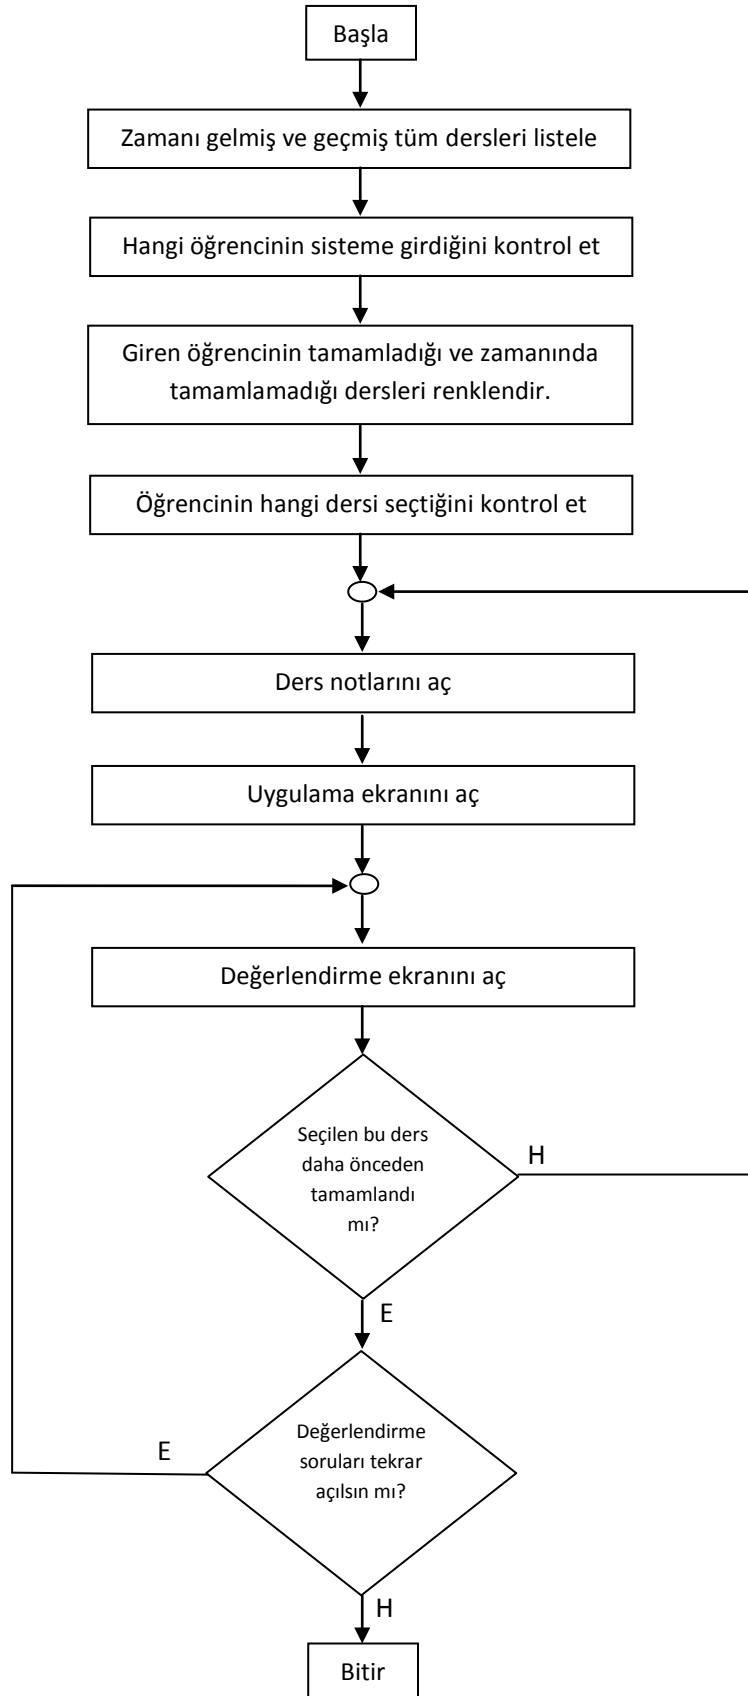 Başla
Zamanı gelmiş ve geçmiş tüm dersleri listele
Hangi öğrencinin sisteme girdiğini kontrol et
Giren öğrencinin tamamladığı ve zamanında
tamamlamadığı dersleri renklendir.
Öğrencinin hangi dersi seçtiğini kontrol et
Ders notlarını aç
Uygulama ekranını aç
Değerlendirme ekranını aç
Seçilen bu ders
daha önceden
tamamlandı
mı?
H
E
Değerlendirme
soruları tekrar
açılsın mı?
E
H
Bitir